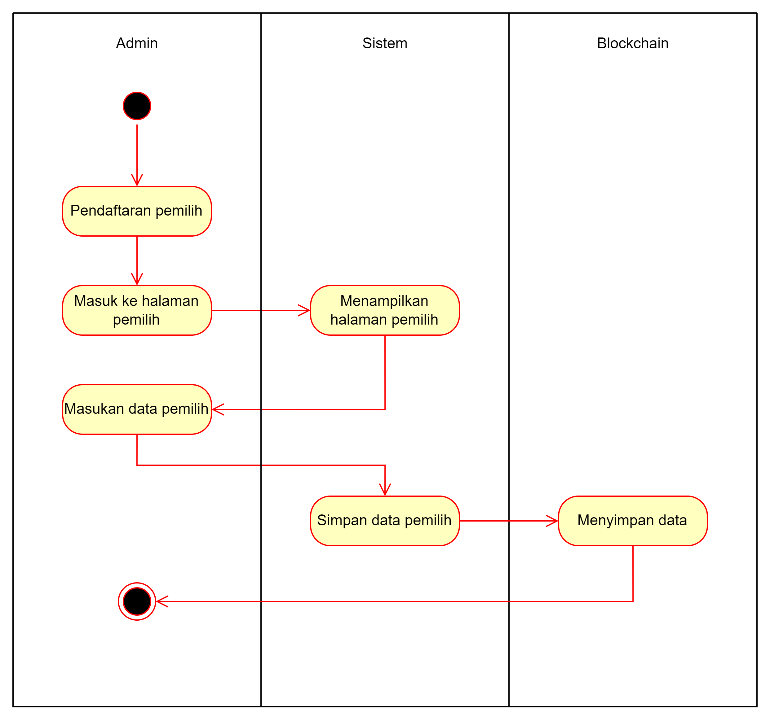 Admin
Sistem
Blockchain
Pendaftaran pemilih
Masuk ke halaman
pemilih
Menampilkan
halaman pemilih
Masukan data pemilih
Simpan data pemilih
Menyimpan data